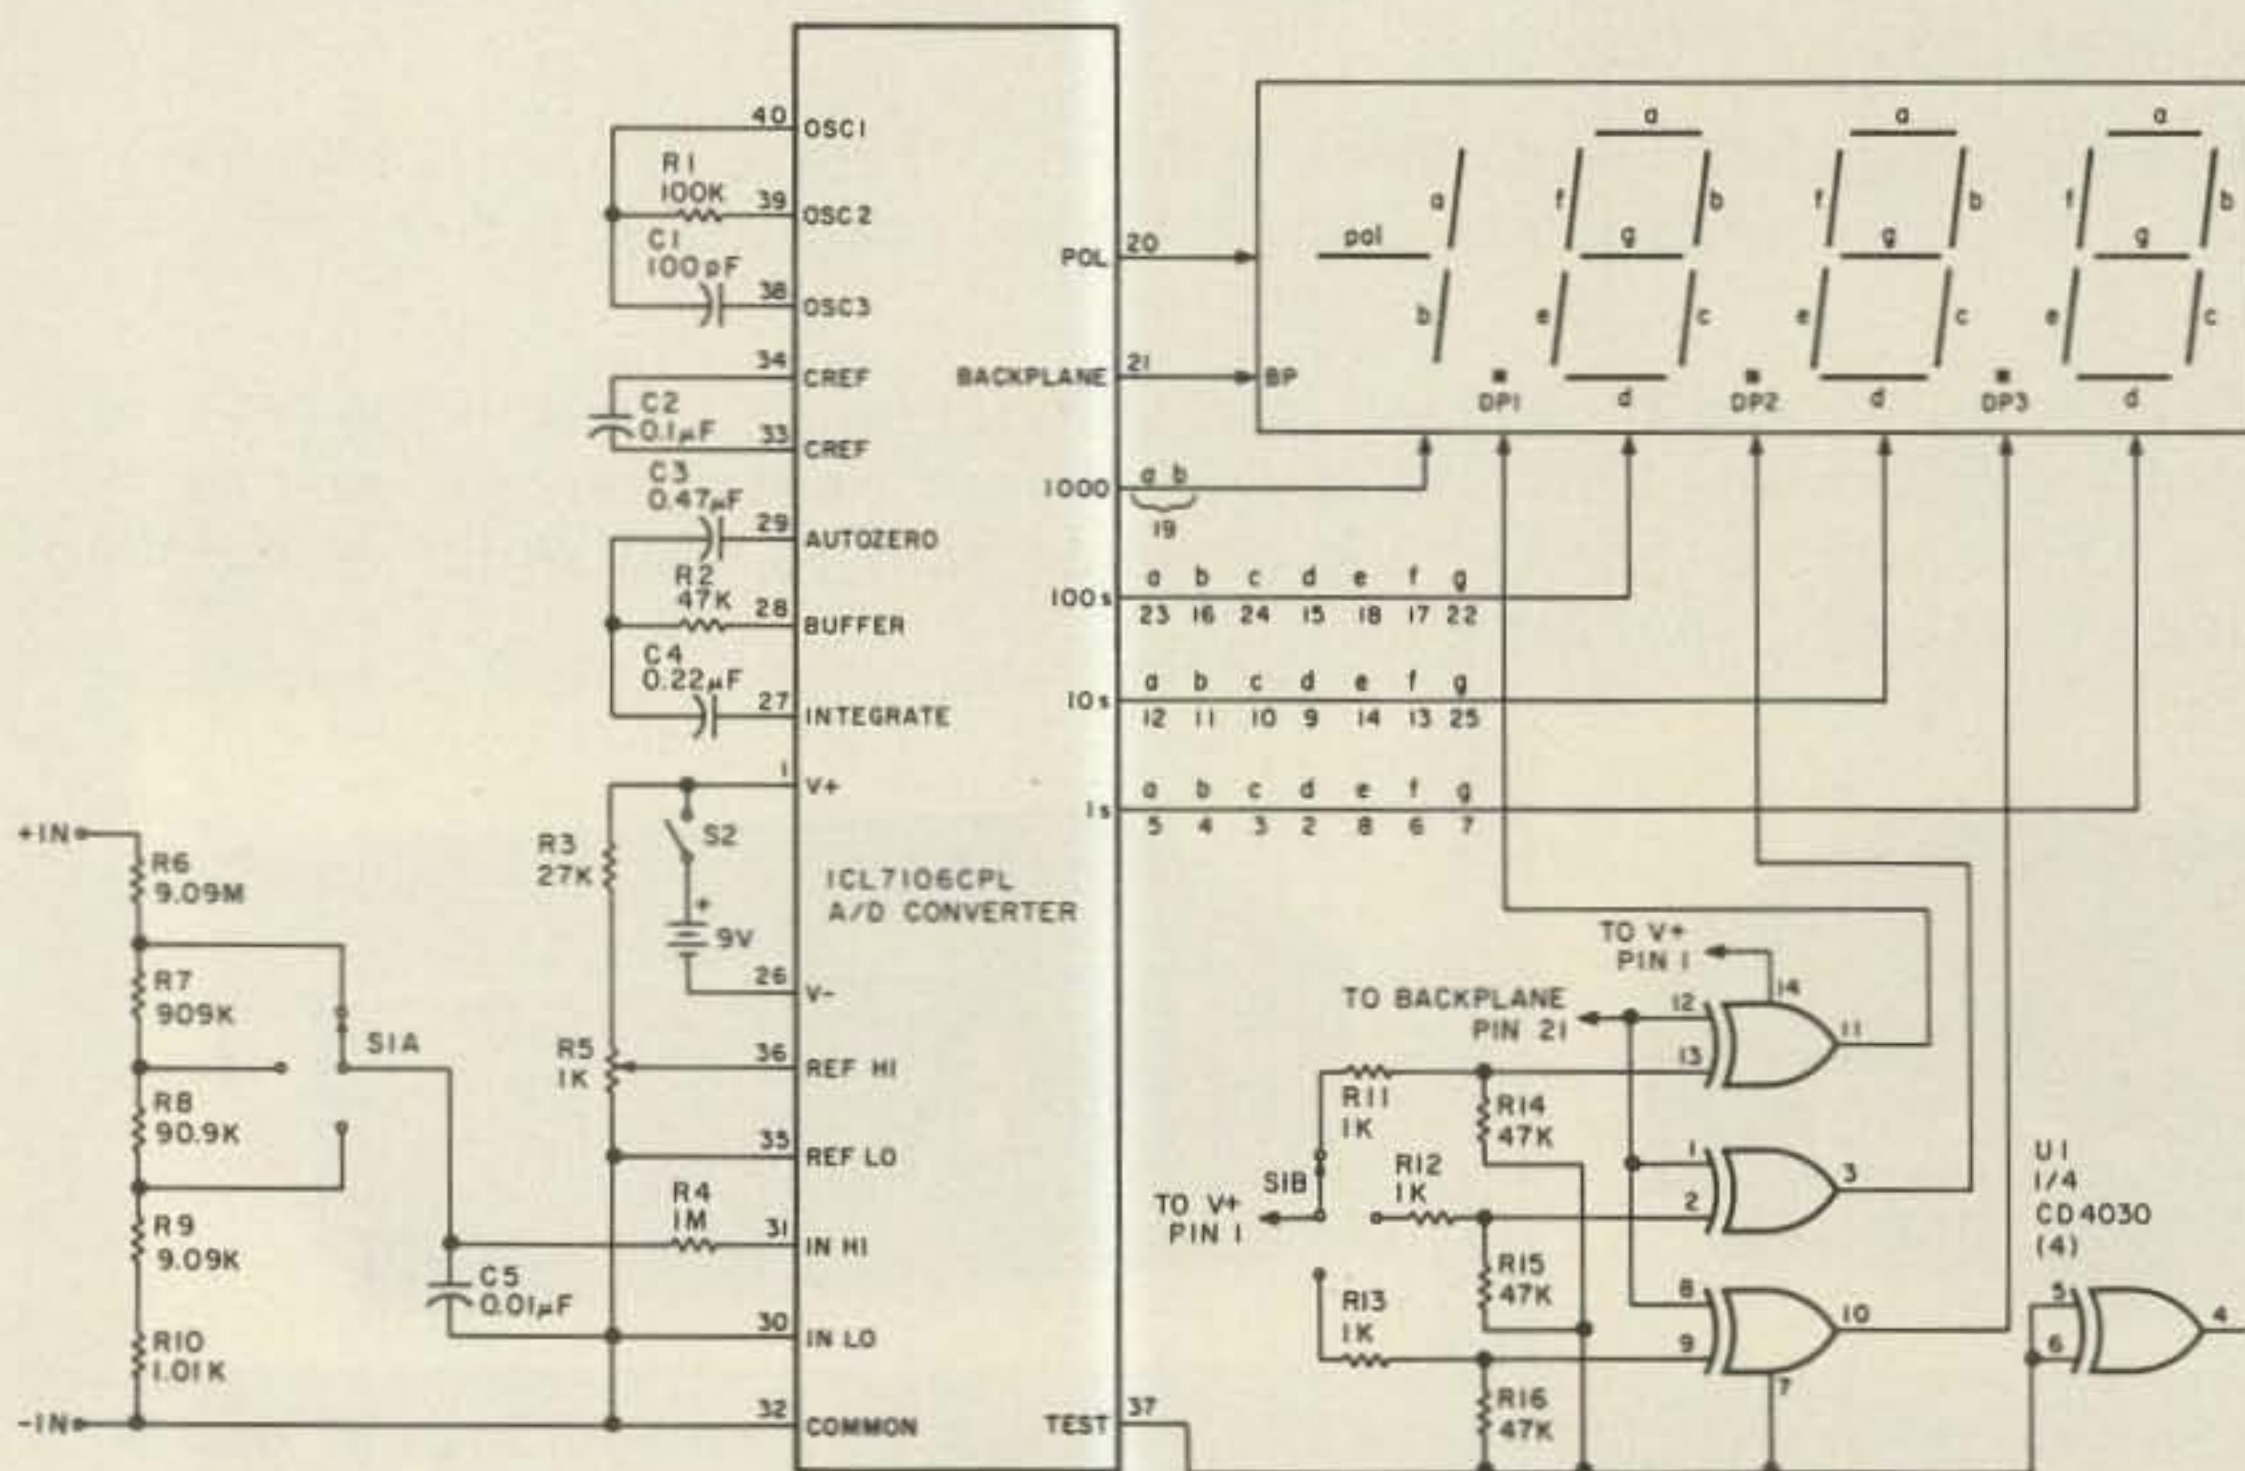 40
OSC1
R1
100K
39
OSC2
C1
100pF
38
OSC3
34
CREF
C2
0.1µF
33
CREF
C3
0.47µF
29
AUTOZERO
R2
47K
28
BUFFER
C4
0.22µF
27
INTEGRATE
1
V+
S2
R3
27K
+
9V
26
V-
ICL7106CPL
A/D CONVERTER
R5
1K
36
REF HI
35
REF LO
R4
1M
31
IN HI
C5
0.01µF
30
IN LO
32
COMMON
+IN
R6
9.09M
R7
909K
S1A
R8
90.9K
R9
9.09K
R10
1.01K
-IN
POL
20
BACKPLANE
21
BP
pol
a
b
DP1
a
f
b
g
e
c
d
DP2
a
f
b
g
e
c
d
DP3
a
f
b
g
e
c
d
1000
a b
19
100s
a b c d e f g
23 16 24 15 18 17 22
10s
a b c d e f g
12 11 10 9 14 13 25
1s
a b c d e f g
5 4 3 2 8 6 7
TO V+
PIN 1
14
TO BACKPLANE
PIN 21
12
13
11
R11
1K
R14
47K
S1B
TO V+
PIN 1
R12
1K
1
2
3
R15
47K
R13
1K
8
9
10
7
R16
47K
U1
1/4
CD4030
(4)
5
6
4
TEST
37